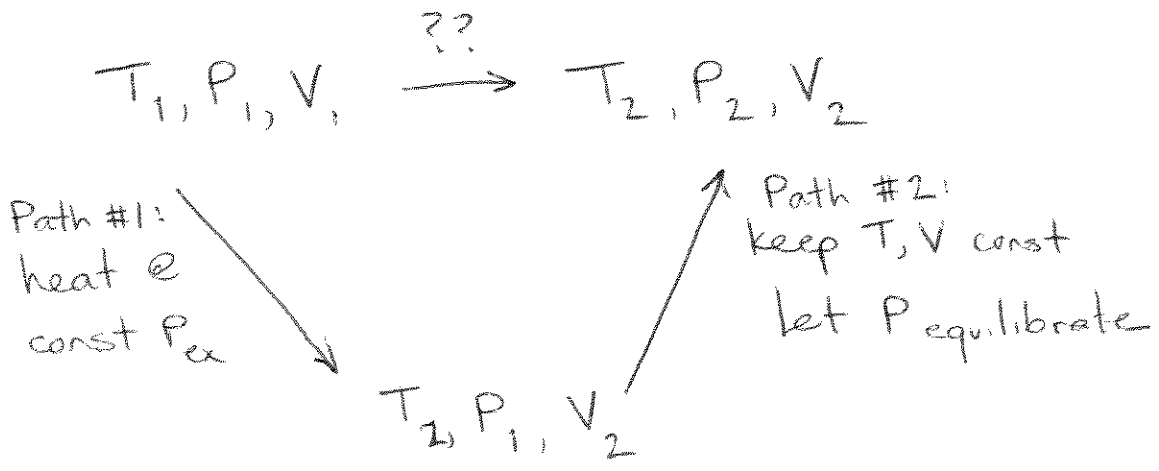 ??
T₁, P₁, V₁ → T₂, P₂, V₂
Path #1:
heat @
const Pₑₓ
Path #2:
keep T, V const
let P equilibrate
T₂, P₁, V₂